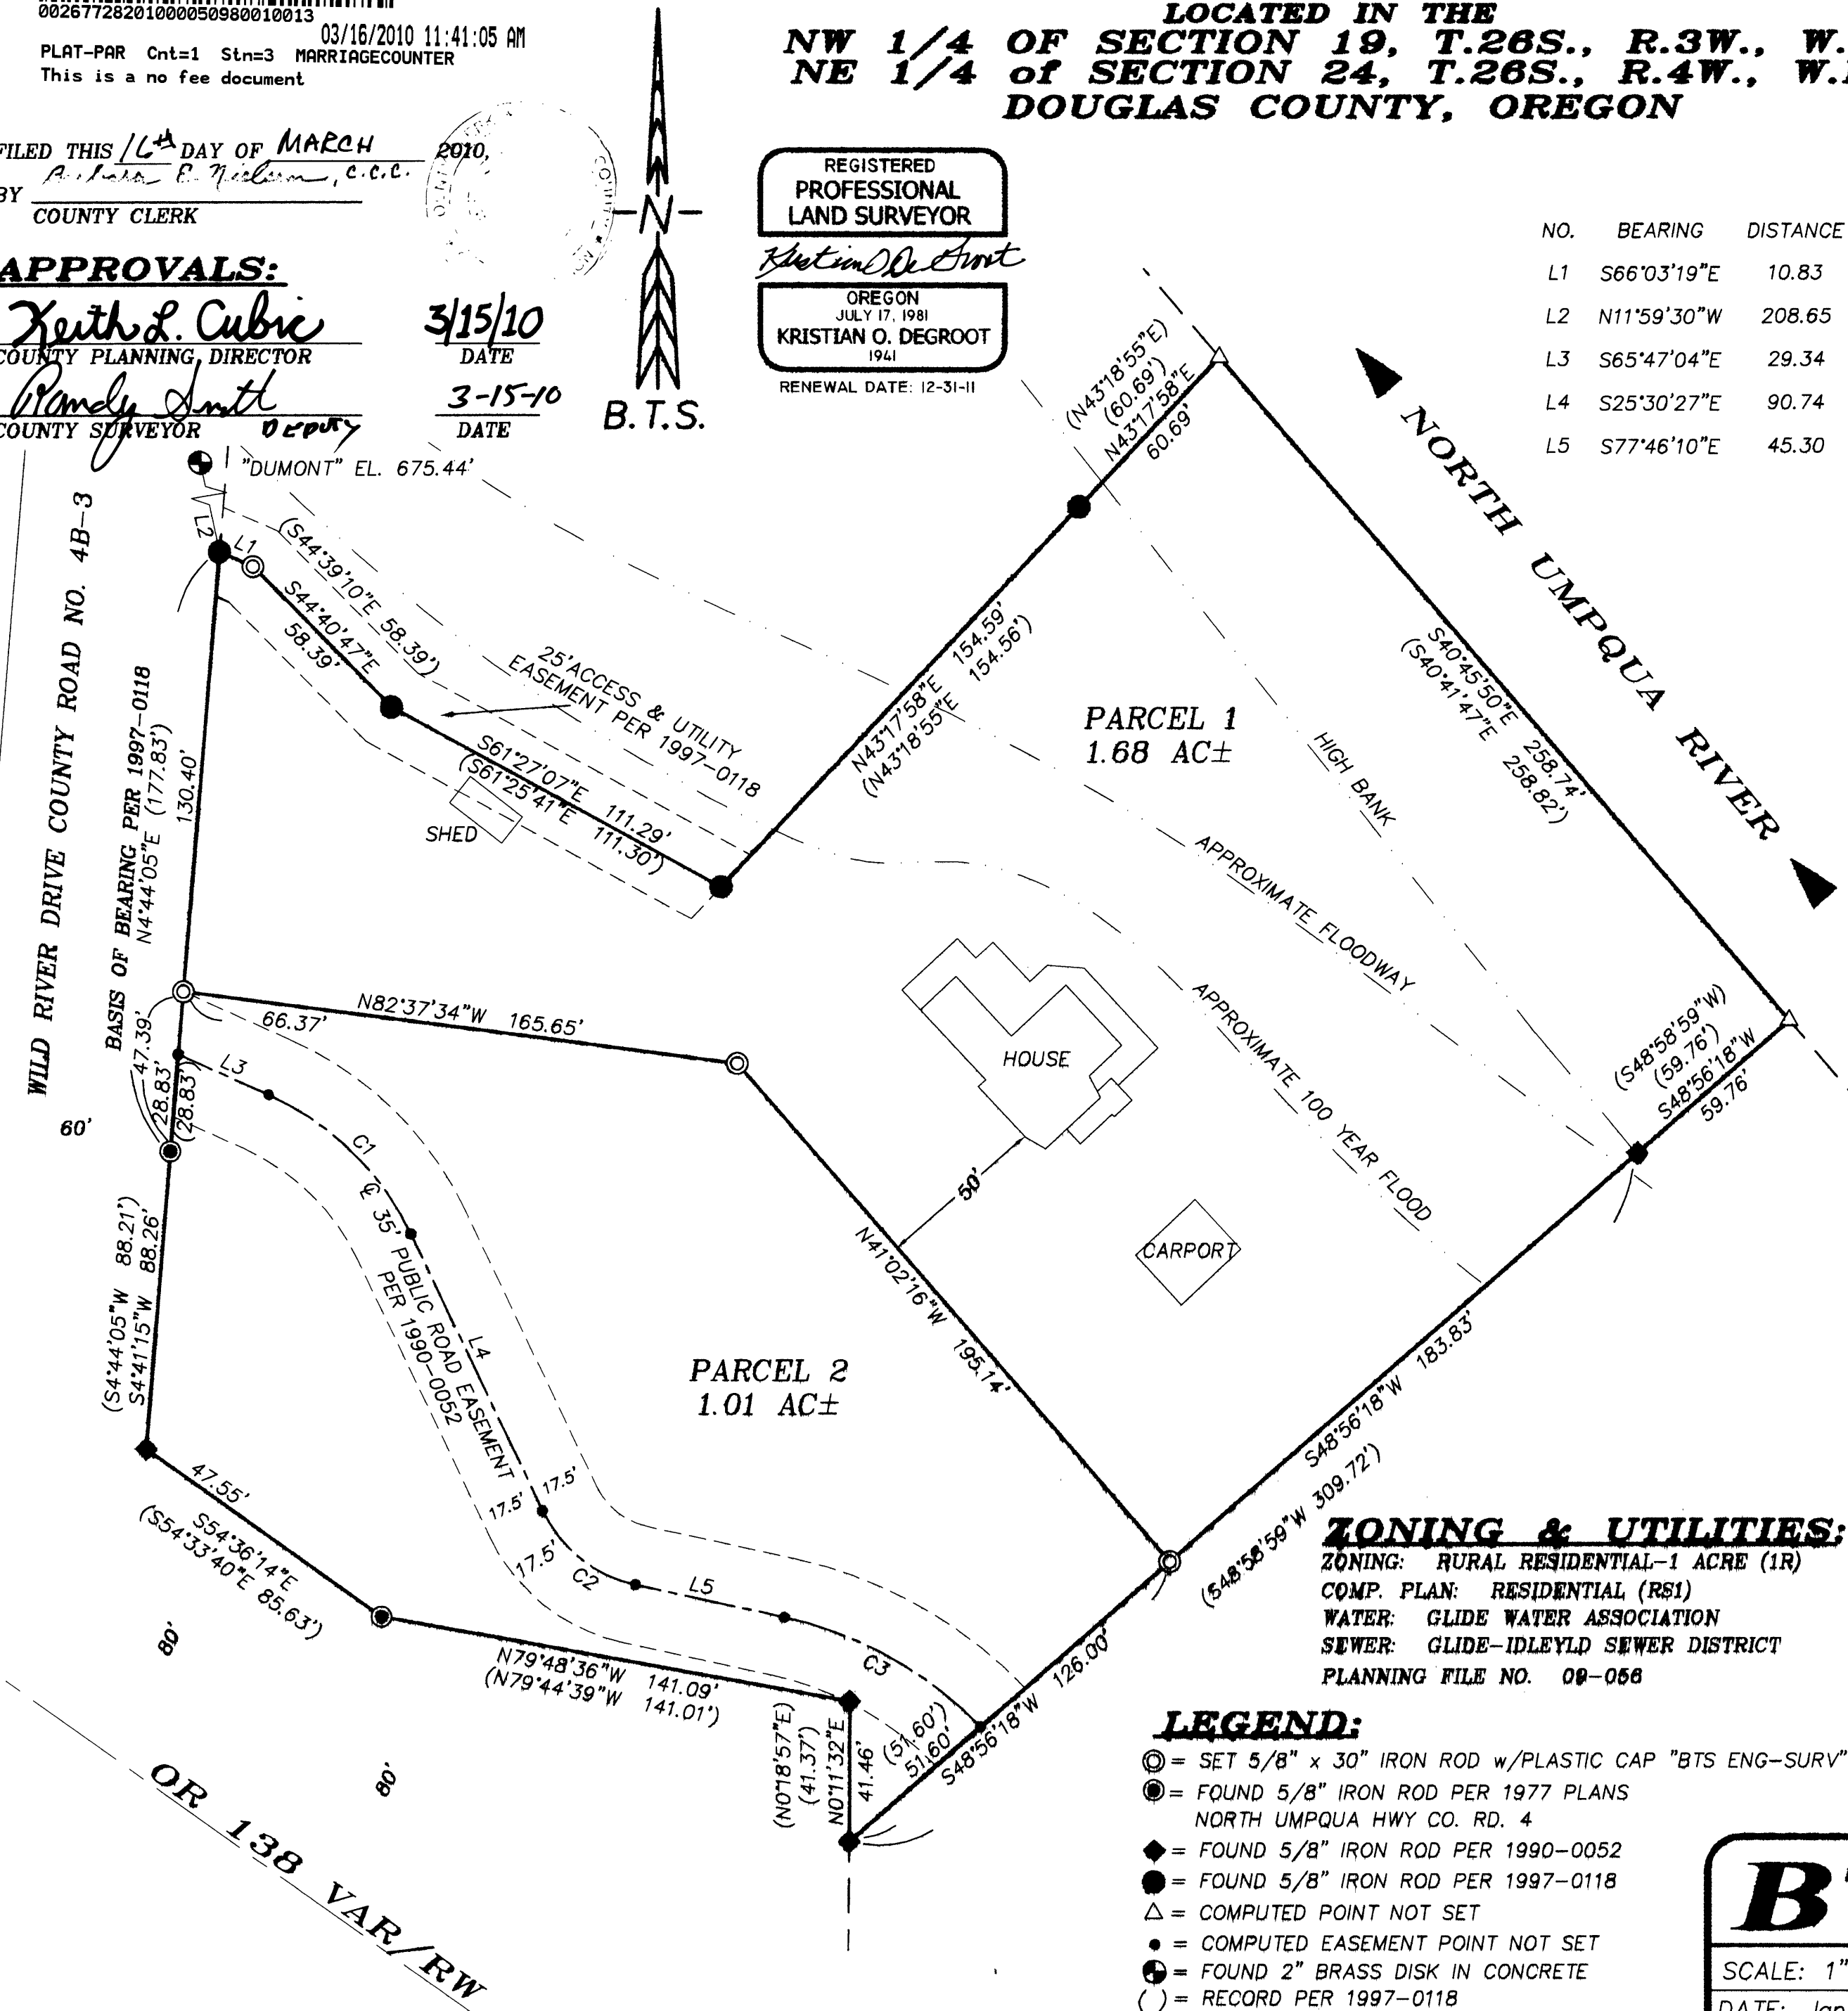 002677282010000050980010013
03/16/2010 11:41:05 AM
PLAT-PAR Cnt=1 Stn=3 MARRIAGECOUNTER
This is a no fee document
LOCATED IN THE
NW 1/4 OF SECTION 19, T.26S., R.3W., W.
NE 1/4 of SECTION 24, T.26S., R.4W., W.
DOUGLAS COUNTY, OREGON
FILED THIS 16th DAY OF MARCH 2010,
BY Barbara E. Nielsen, C.C.C.
COUNTY CLERK
APPROVALS:
Keith L. Cubic 3/15/10
COUNTY PLANNING DIRECTOR DATE
Randy Smith 3-15-10
COUNTY SURVEYOR DEPUTY DATE
N
B.T.S.
REGISTERED
PROFESSIONAL
LAND SURVEYOR
Kristian O. DeGroot
OREGON
JULY 17, 1981
KRISTIAN O. DEGROOT
1941
RENEWAL DATE: 12-31-11
NO. BEARING DISTANCE
L1 S66°03'19"E 10.83
L2 N11°59'30"W 208.65
L3 S65°47'04"E 29.34
L4 S25°30'27"E 90.74
L5 S77°46'10"E 45.30
"DUMONT" EL. 675.44'
L2
L1
(S44°39'10"E 58.39')
S44°40'47"E
58.39'
25'ACCESS & UTILITY
EASEMENT PER 1997-0118
S61°27'07"E 111.29'
(S61°25'41"E 111.30')
SHED
(N43°18'55"E)
(60.69')
N43°17'58"E
60.69'
N43°17'58"E 154.59'
(N43°18'55"E 154.56')
NORTH UMPQUA RIVER
S40°45'50"E 258.74'
(S40°41'47"E 258.82')
PARCEL 1
1.68 AC±
HIGH BANK
APPROXIMATE FLOODWAY
APPROXIMATE 100 YEAR FLOOD
WILD RIVER DRIVE COUNTY ROAD NO. 4B-3
BASIS OF BEARING PER 1997-0118
N4°44'05"E (177.83')
130.40'
47.39'
28.83'
(28.83')
60'
N82°37'34"W 165.65'
66.37'
L3
C1
HOUSE
50'
CARPORT
(S48°58'59"W)
(59.76')
S48°56'18"W
59.76'
℄ 35' PUBLIC ROAD EASEMENT
PER 1990-0052
L4
N41°02'16"W 195.14'
S48°56'18"W 183.83'
(S48°58'59"W 309.72')
(S4°44'05"W 88.21')
S4°41'15"W 88.26'
PARCEL 2
1.01 AC±
17.5' 17.5'
17.5'
C2
L5
C3
47.55'
S54°36'14"E
(S54°33'40"E 85.63')
N79°48'36"W 141.09'
(N79°44'39"W 141.01')
(N0°18'57"E)
(41.37')
N0°11'32"E
41.46'
(51.60')
51.60'
S48°56'18"W 126.00'
80'
80'
OR 138 VAR/RW
ZONING & UTILITIES:
ZONING: RURAL RESIDENTIAL-1 ACRE (1R)
COMP. PLAN: RESIDENTIAL (RS1)
WATER: GLIDE WATER ASSOCIATION
SEWER: GLIDE-IDLEYLD SEWER DISTRICT
PLANNING FILE NO. 09-056
LEGEND:
= SET 5/8" x 30" IRON ROD w/PLASTIC CAP "BTS ENG-SURV"
= FOUND 5/8" IRON ROD PER 1977 PLANS
NORTH UMPQUA HWY CO. RD. 4
= FOUND 5/8" IRON ROD PER 1990-0052
= FOUND 5/8" IRON ROD PER 1997-0118
= COMPUTED POINT NOT SET
= COMPUTED EASEMENT POINT NOT SET
= FOUND 2" BRASS DISK IN CONCRETE
( ) = RECORD PER 1997-0118
B
SCALE: 1"
DATE: Jan